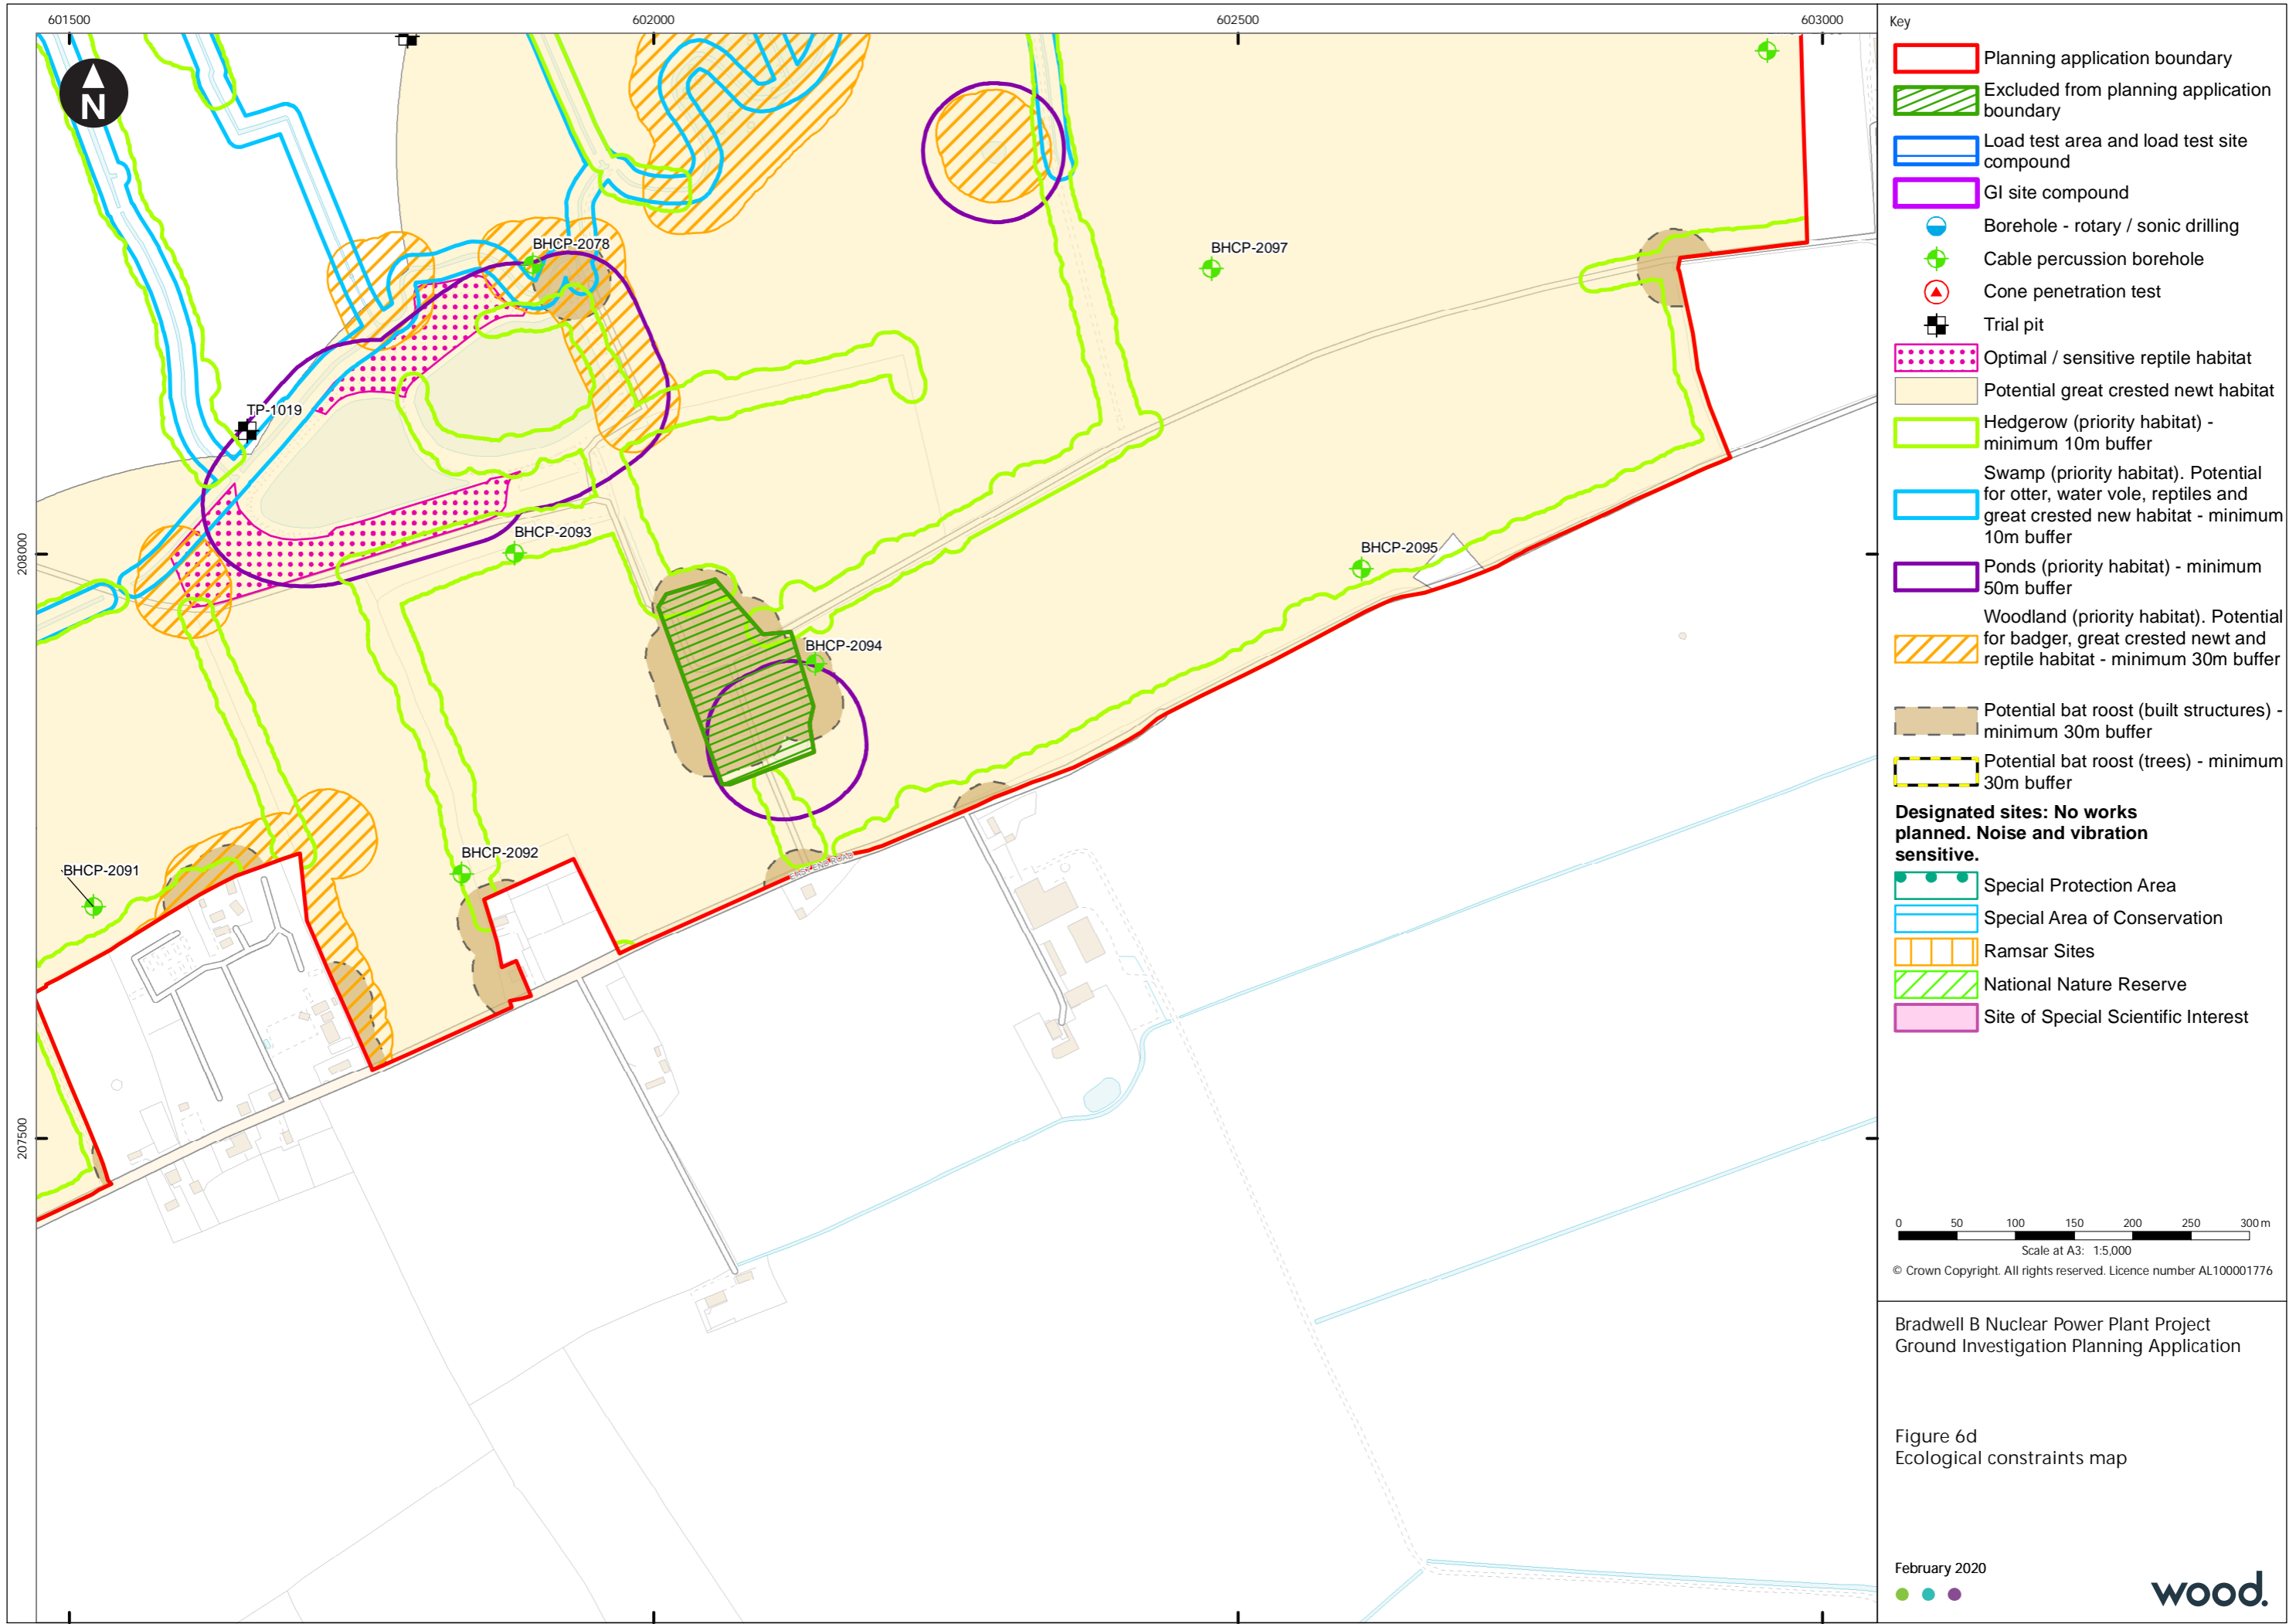 601500
602000
602500
603000
N
208000
207500
BHCP-2078
BHCP-2097
TP-1019
BHCP-2093
BHCP-2095
BHCP-2094
BHCP-2092
BHCP-2091
EAST END ROAD
Key
Planning application boundary
Excluded from planning application
boundary
Load test area and load test site
compound
GI site compound
Borehole - rotary / sonic drilling
Cable percussion borehole
Cone penetration test
Trial pit
Optimal / sensitive reptile habitat
Potential great crested newt habitat
Hedgerow (priority habitat) -
minimum 10m buffer
Swamp (priority habitat). Potential
for otter, water vole, reptiles and
great crested new habitat - minimum
10m buffer
Ponds (priority habitat) - minimum
50m buffer
Woodland (priority habitat). Potential
for badger, great crested newt and
reptile habitat - minimum 30m buffer
Potential bat roost (built structures) -
minimum 30m buffer
Potential bat roost (trees) - minimum
30m buffer
Designated sites: No works
planned. Noise and vibration
sensitive.
Special Protection Area
Special Area of Conservation
Ramsar Sites
National Nature Reserve
Site of Special Scientific Interest
0 50 100 150 200 250 300 m
Scale at A3: 1:5,000
© Crown Copyright. All rights reserved. Licence number AL100001776
Bradwell B Nuclear Power Plant Project
Ground Investigation Planning Application
Figure 6d
Ecological constraints map
February 2020
wood.